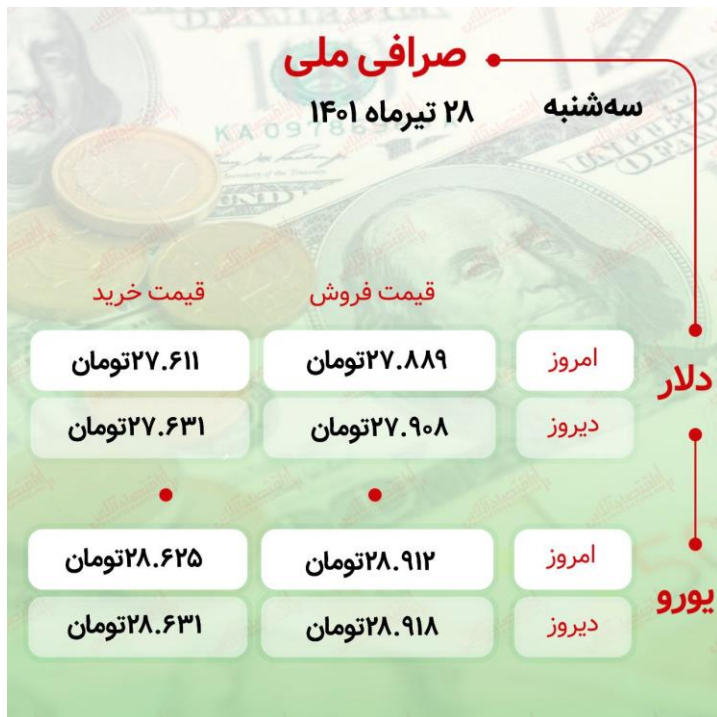 صرافی ملی
سه‌شنبه ۲۸ تیرماه ۱۴۰۱
قیمت فروش قیمت خرید
دلار
امروز ۲۷.۸۸۹تومان ۲۷.۶۱۱تومان
دیروز ۲۷.۹۰۸تومان ۲۷.۶۳۱تومان
یورو
امروز ۲۸.۹۱۲تومان ۲۸.۶۲۵تومان
دیروز ۲۸.۹۱۸تومان ۲۸.۶۳۱تومان